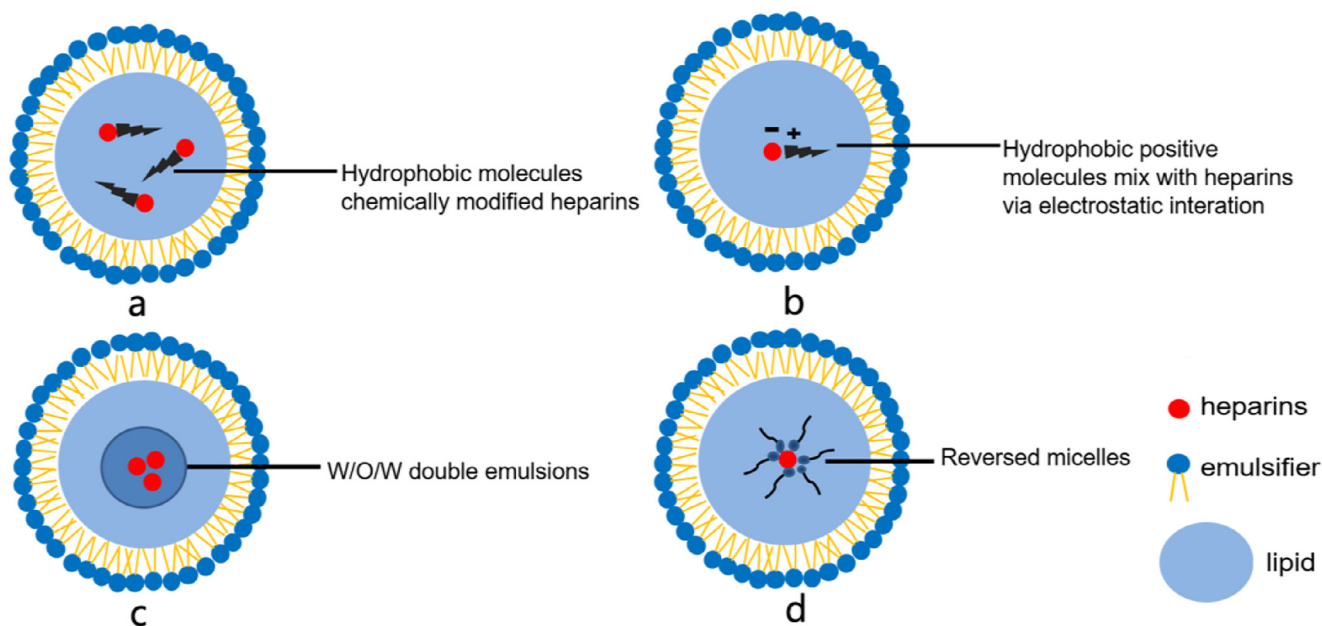 Hydrophobic molecules
chemically modified heparins
a
- +
Hydrophobic positive
molecules mix with heparins
via electrostatic interation
b
W/O/W double emulsions
c
Reversed micelles
d
heparins
emulsifier
lipid